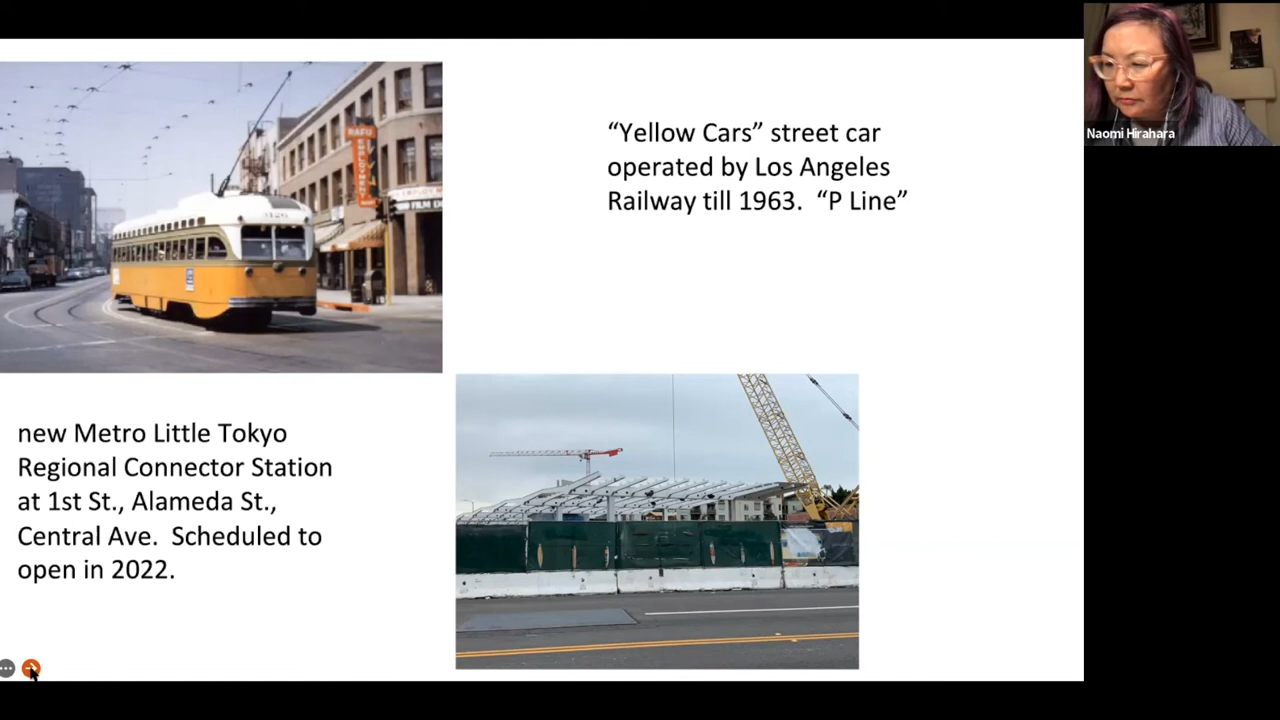 “Yellow Cars” street car
operated by Los Angeles
Railway till 1963.  “P Line”
Naomi Hirahara
RAFU
EMPLOYMENT
new Metro Little Tokyo
Regional Connector Station
at 1st St., Alameda St.,
Central Ave.  Scheduled to
open in 2022.